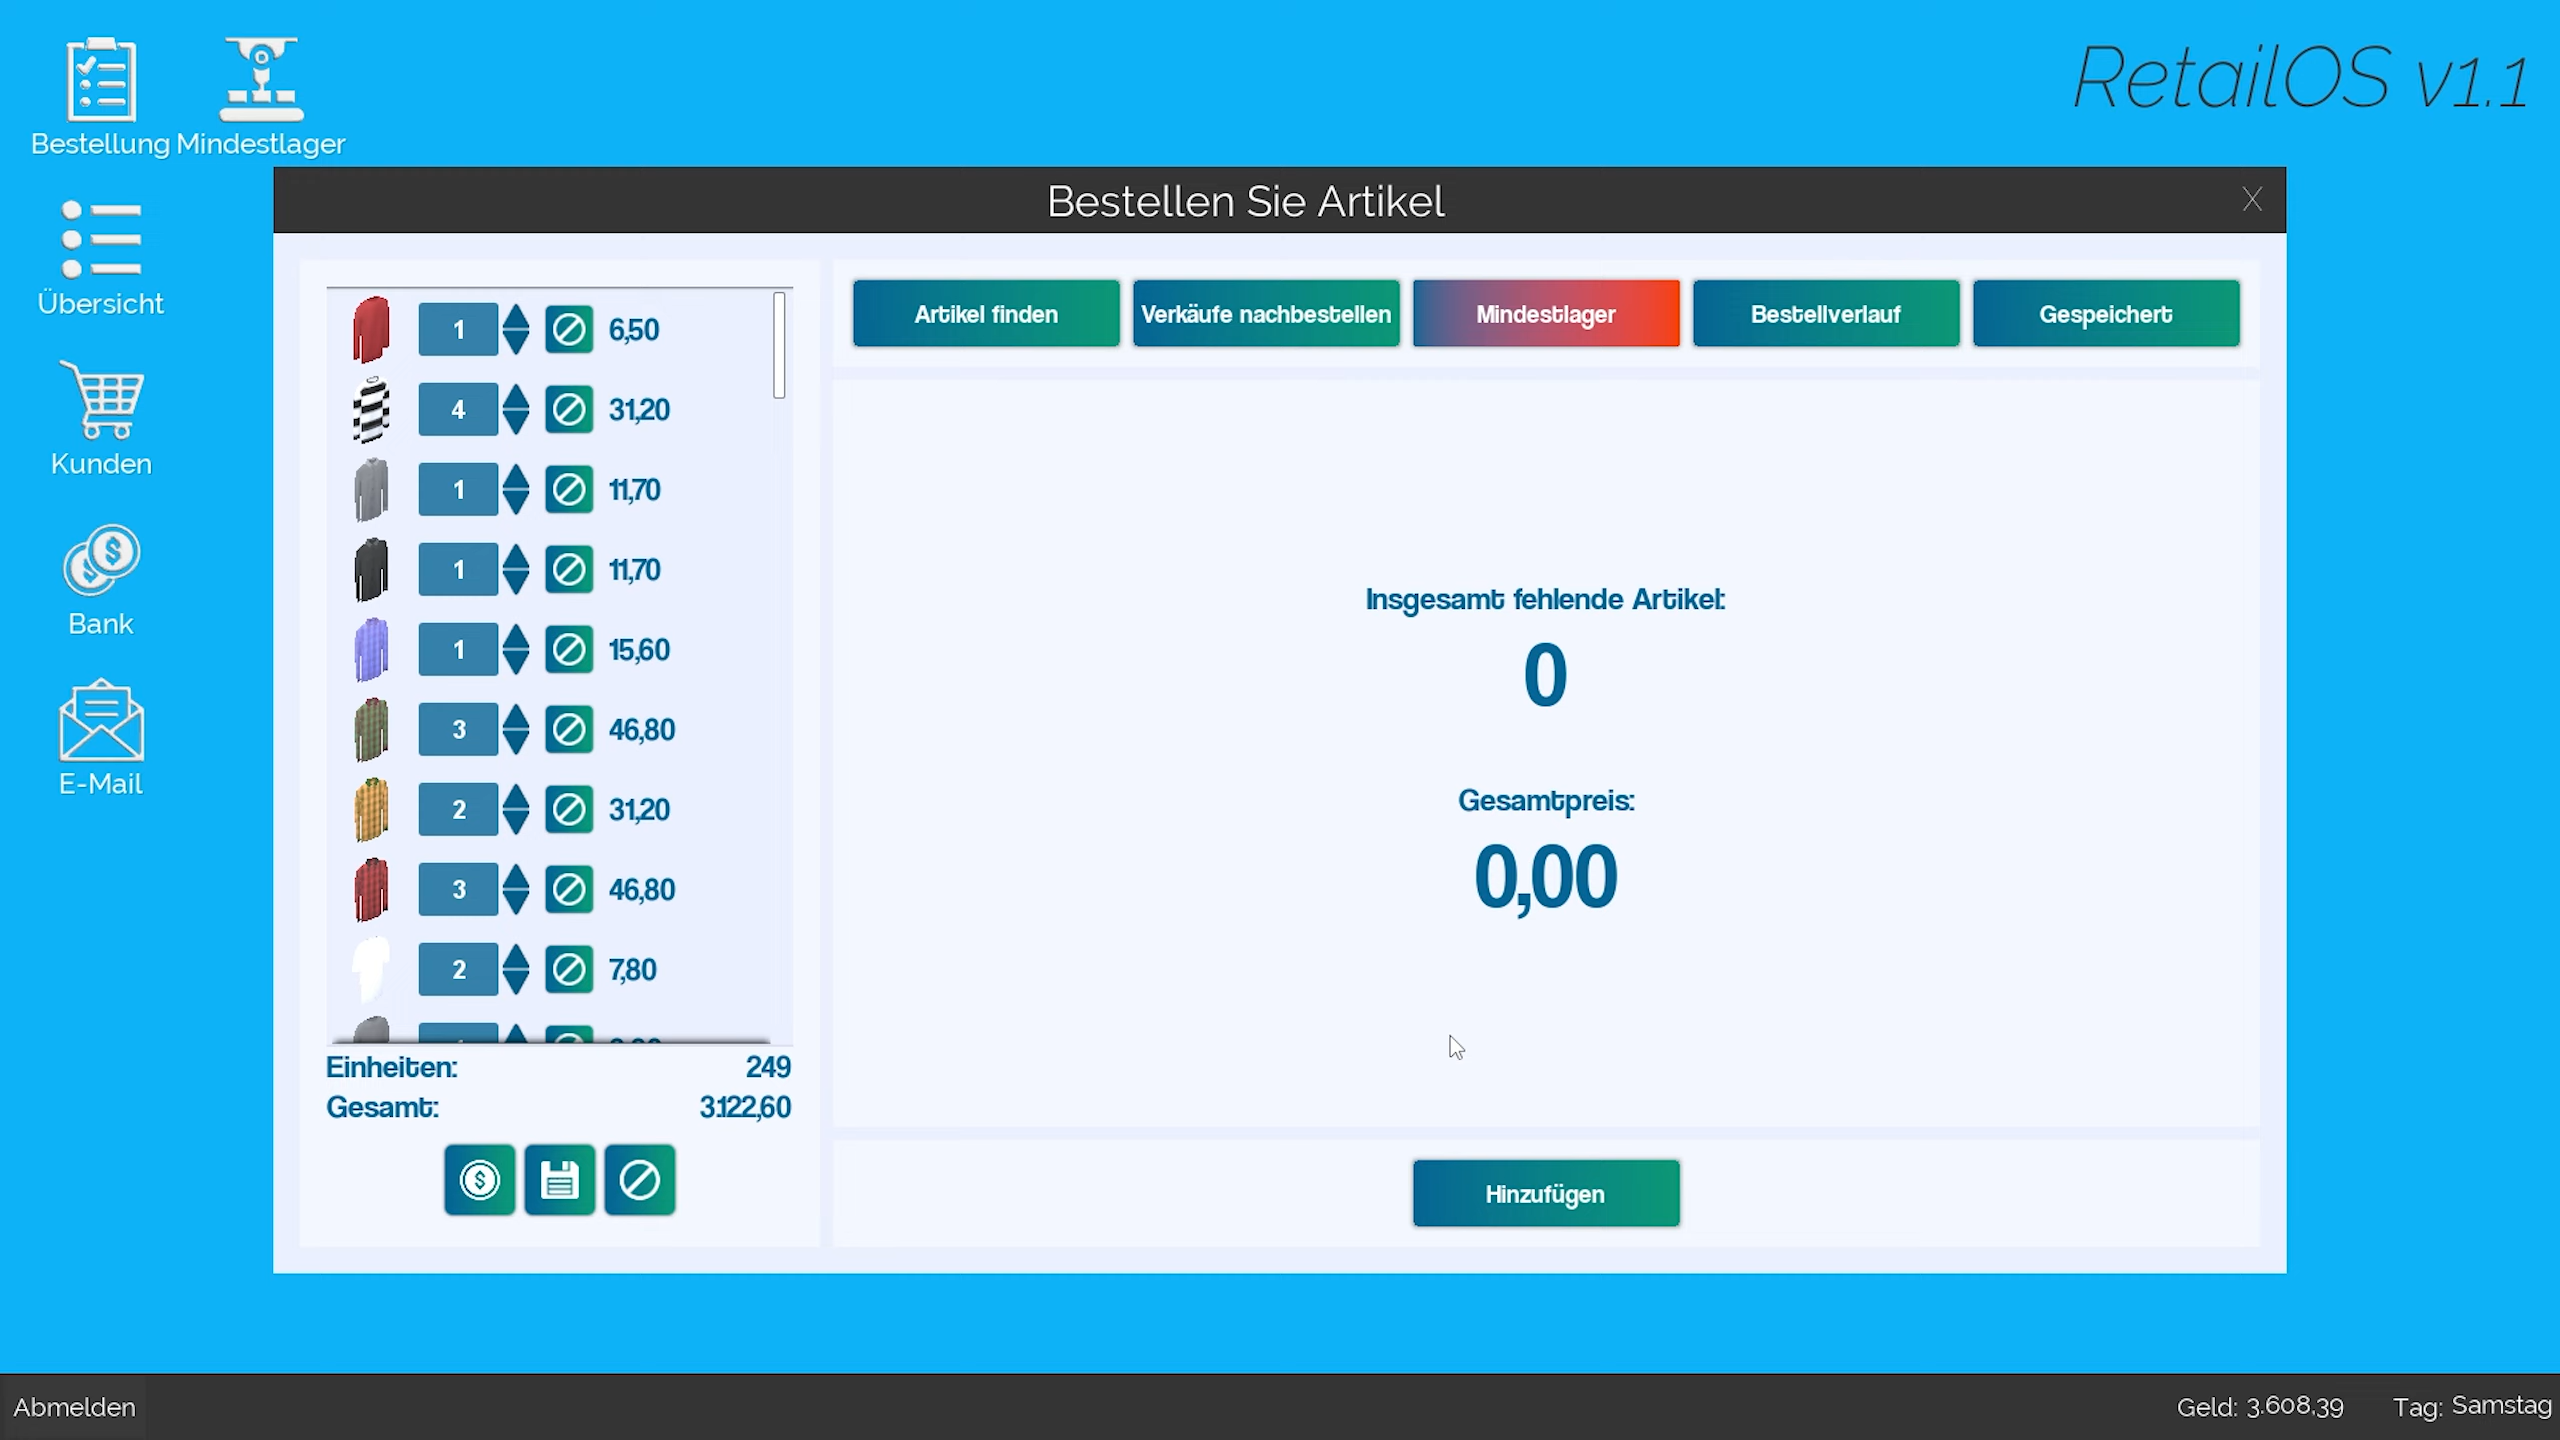 RetailOS v1.1
Bestellung
Mindestlager
Übersicht
Kunden
Bank
E-Mail
Bestellen Sie Artikel
X
Artikel finden
Verkäufe nachbestellen
Mindestlager
Bestellverlauf
Gespeichert
1 6,50
4 31,20
1 11,70
1 11,70
1 15,60
3 46,80
2 31,20
3 46,80
2 7,80
Einheiten: 249
Gesamt: 3.122,60
Insgesamt fehlende Artikel:
0
Gesamtpreis:
0,00
Hinzufügen
Abmelden
Geld: 3.608,39
Tag: Samstag